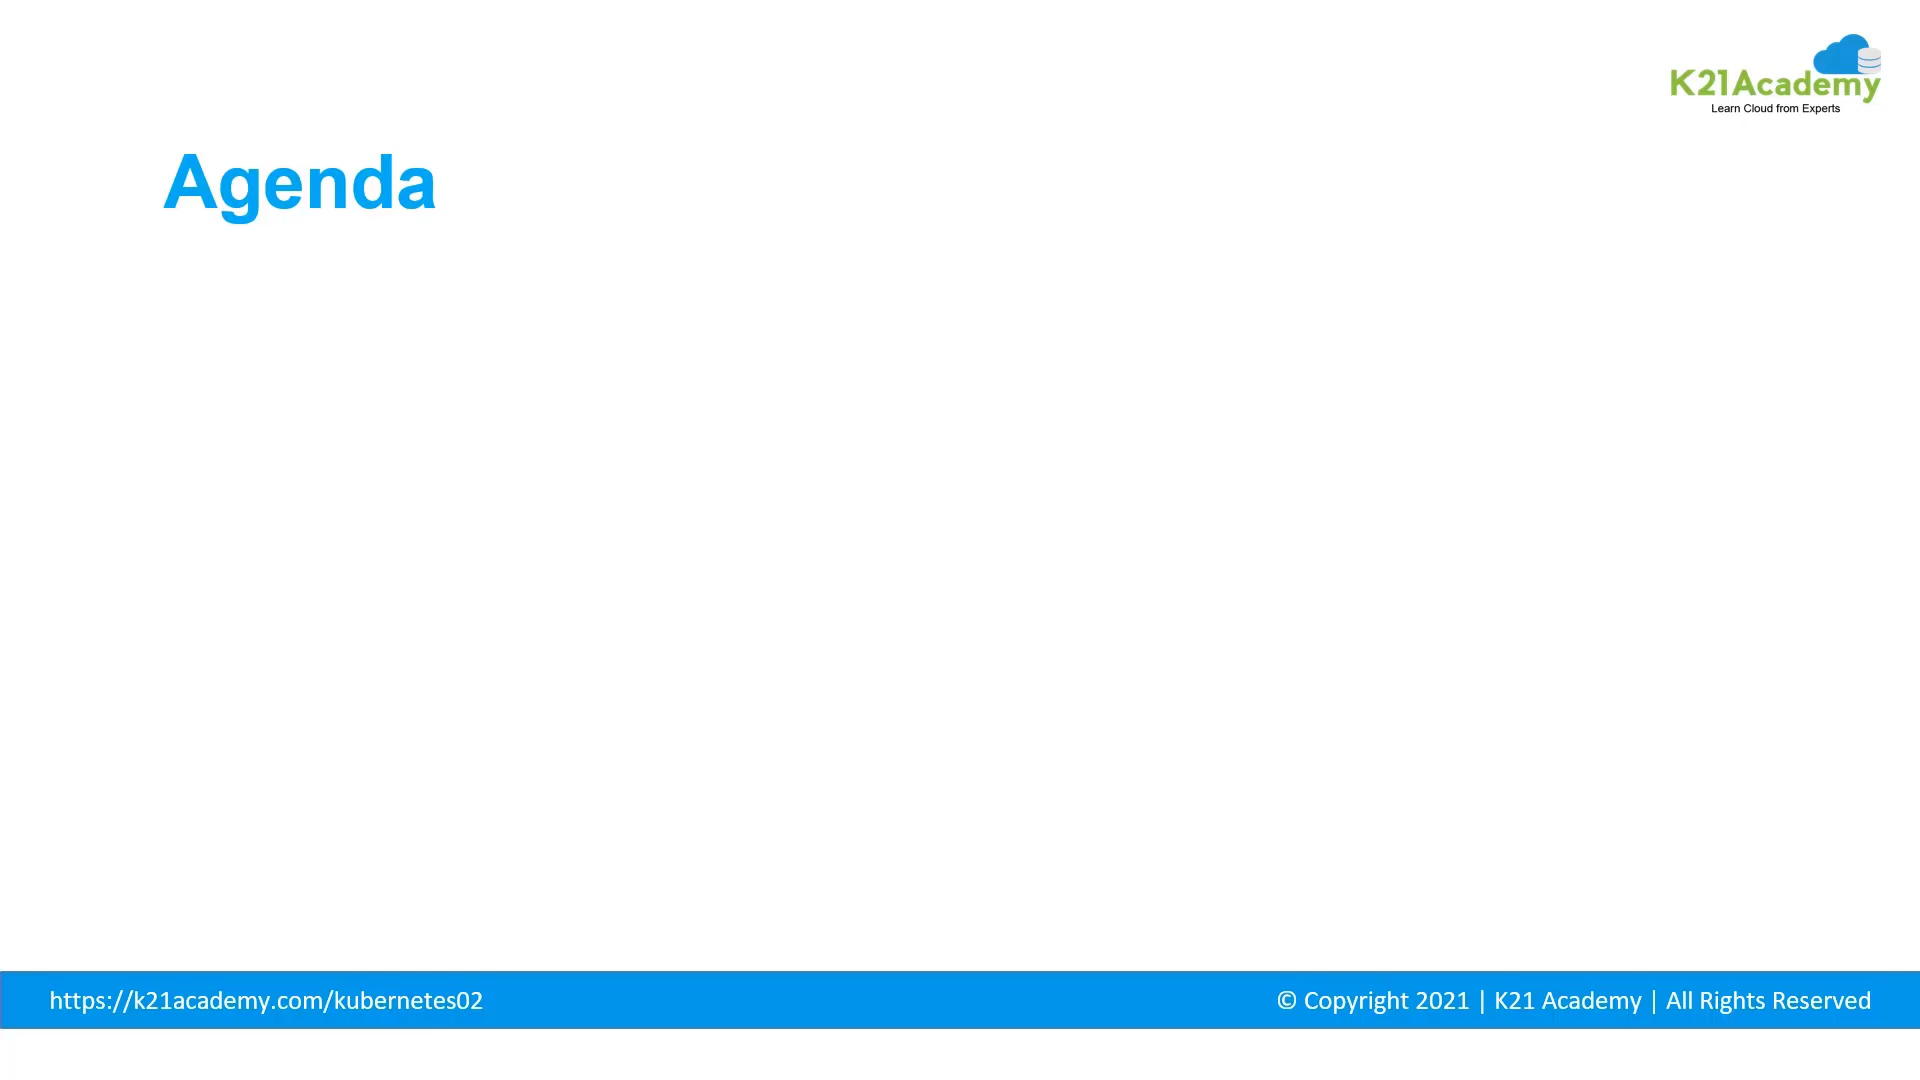 K21Academy
Learn Cloud from Experts
Agenda
https://k21academy.com/kubernetes02
© Copyright 2021 | K21 Academy | All Rights Reserved